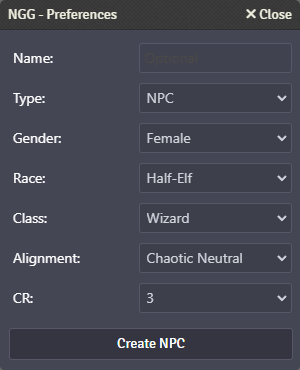 NGG - Preferences ✕ Close
Name: Optional
Type: NPC
Gender: Female
Race: Half-Elf
Class: Wizard
Alignment: Chaotic Neutral
CR: 3
Create NPC